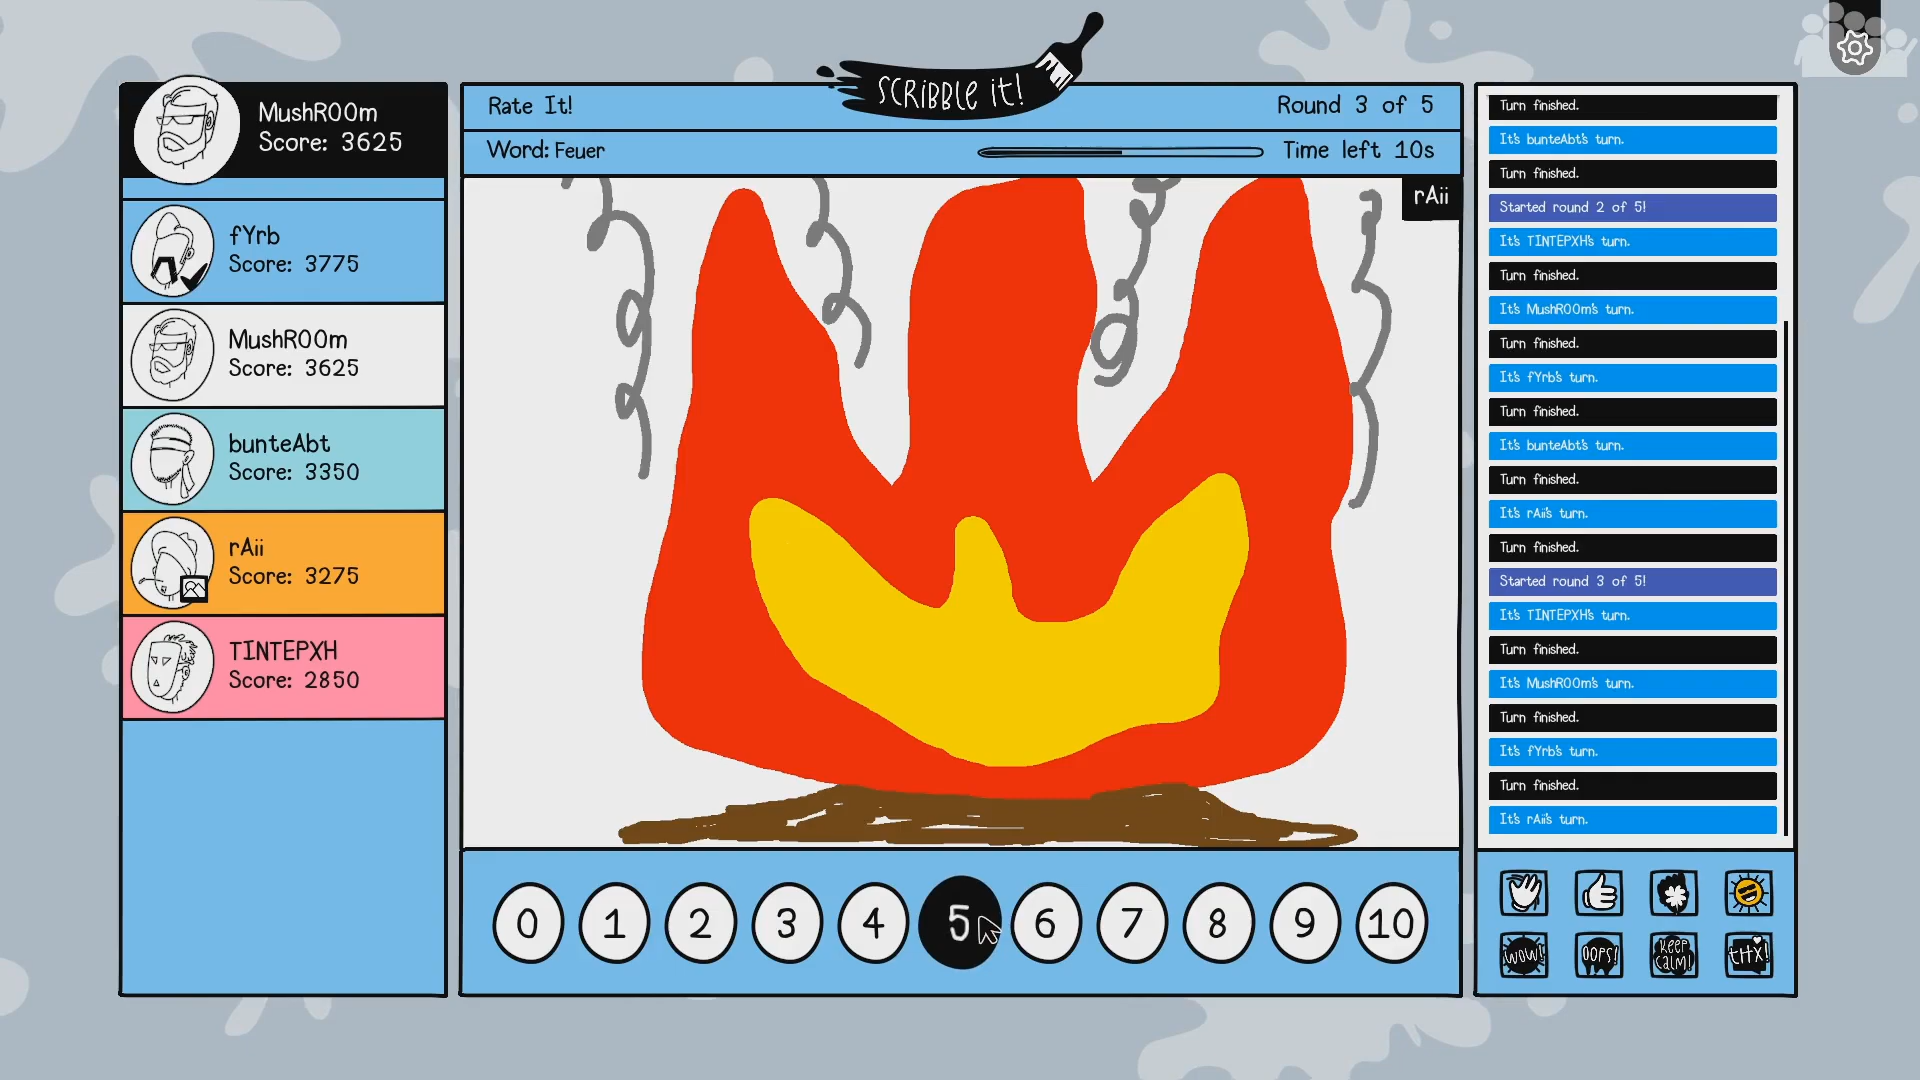 SCRIBBLE IT!
MushR00m
Score: 3625
fYrb
Score: 3775
MushR00m
Score: 3625
bunteAbt
Score: 3350
rAii
Score: 3275
TINTEPXH
Score: 2850
Rate It!
Round 3 of 5
Word: Feuer
Time left 10s
rAii
0 1 2 3 4 5 6 7 8 9 10
Turn finished.
It's bunteAbt's turn.
Turn finished.
Started round 2 of 5!
It's TINTEPXH's turn.
Turn finished.
It's MushR00m's turn.
Turn finished.
It's fYrb's turn.
Turn finished.
It's bunteAbt's turn.
Turn finished.
It's rAii's turn.
Turn finished.
Started round 3 of 5!
It's TINTEPXH's turn.
Turn finished.
It's MushR00m's turn.
Turn finished.
It's fYrb's turn.
Turn finished.
It's rAii's turn.
WOW!
OOPS!
KEEP CALM!
tHX!